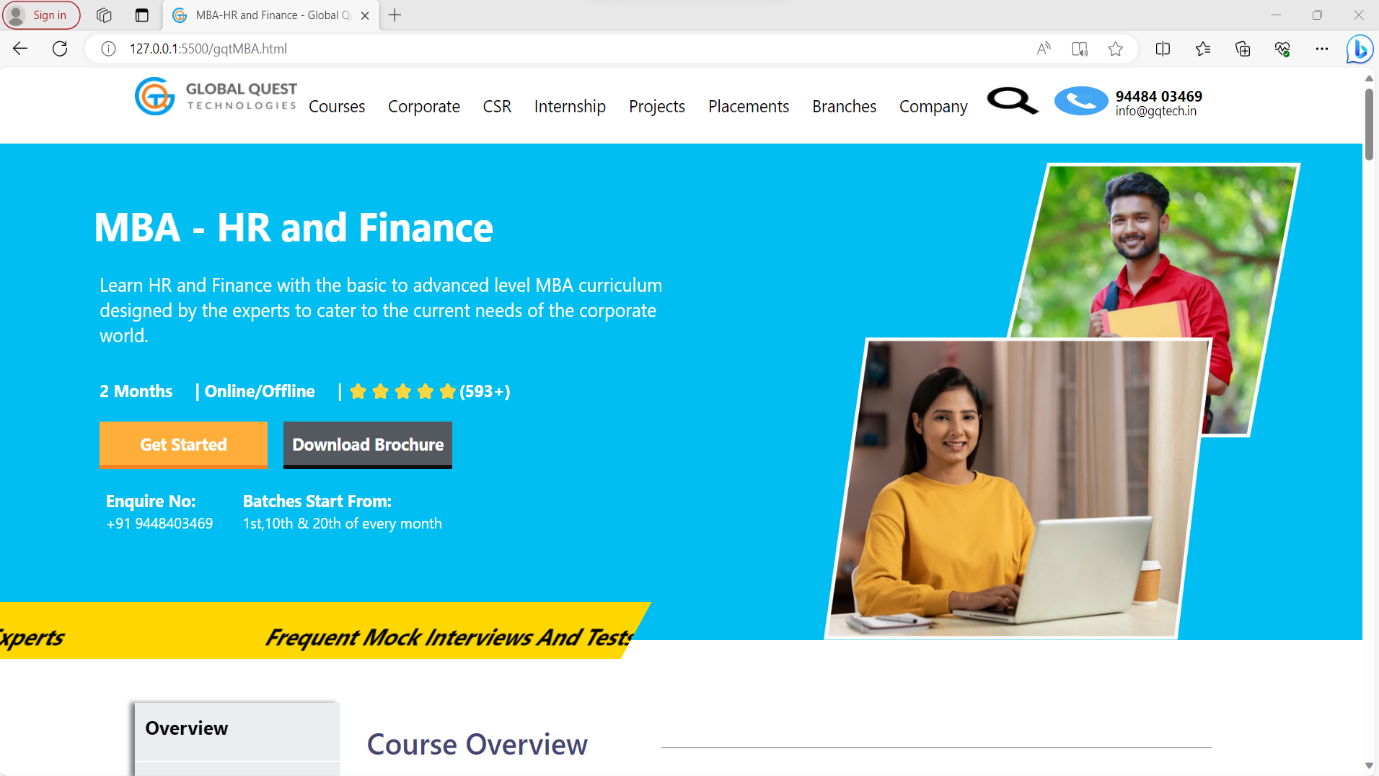 Sign in
MBA-HR and Finance - Global Q
127.0.0.1:5500/gqtMBA.html
GLOBAL QUEST
TECHNOLOGIES
Courses Corporate CSR Internship Projects Placements Branches Company
94484 03469
info@gqtech.in
MBA - HR and Finance
Learn HR and Finance with the basic to advanced level MBA curriculum
designed by the experts to cater to the current needs of the corporate
world.
2 Months | Online/Offline | (593+)
Get Started Download Brochure
Enquire No: Batches Start From:
+91 9448403469 1st,10th & 20th of every month
xperts Frequent Mock Interviews And Tests
Overview
Course Overview